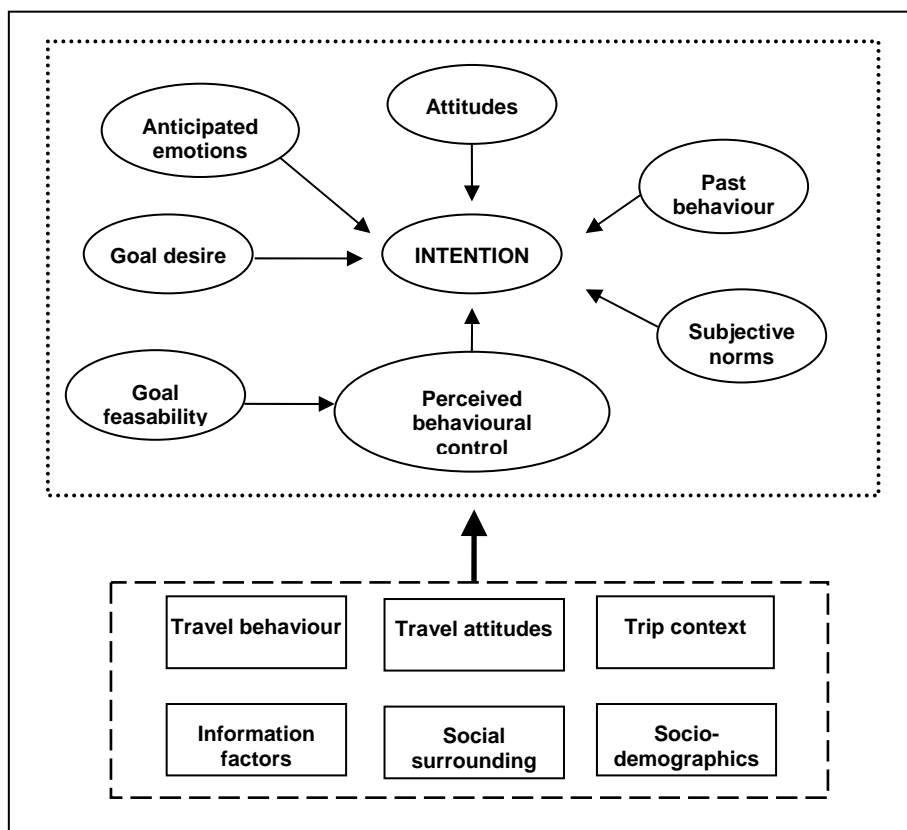 Attitudes
Anticipated
emotions
Past
behaviour
Goal desire
INTENTION
Subjective
norms
Goal
feasability
Perceived
behavioural
control
Travel behaviour
Travel attitudes
Trip context
Information
factors
Social
surrounding
Socio-
demographics